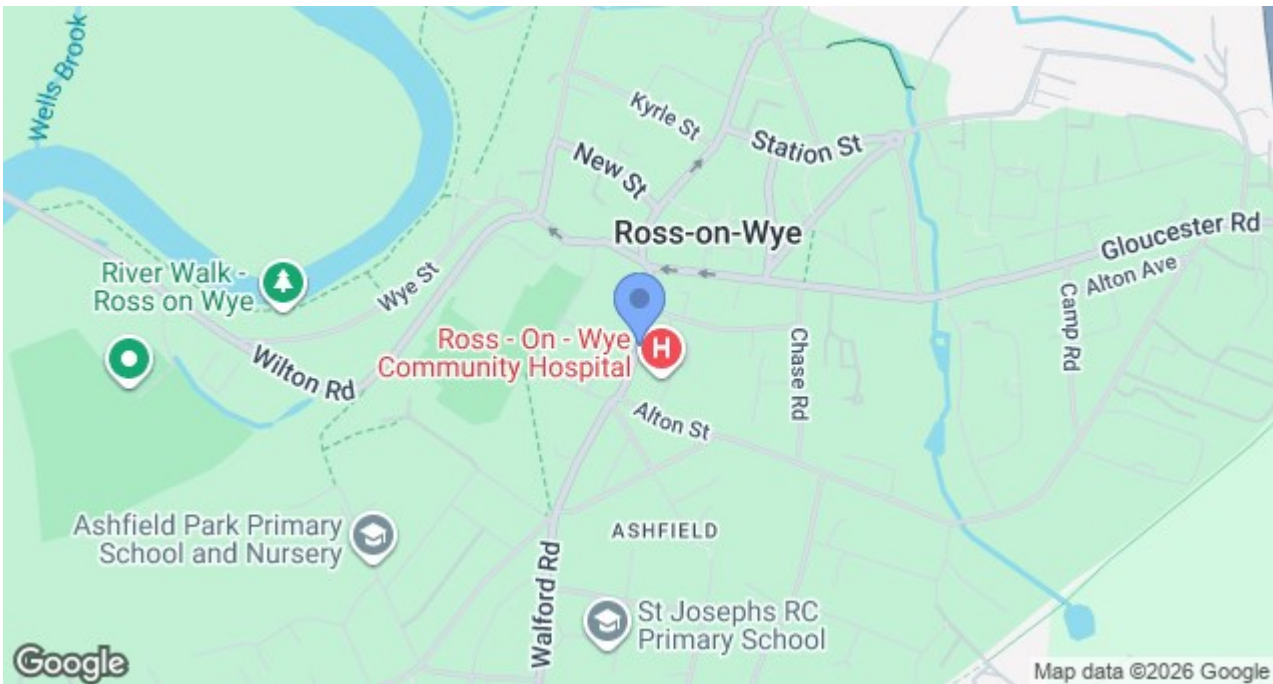 Wells Brook
Kyrle St
Station St
New St
Ross-on-Wye
Gloucester Rd
Alton Ave
River Walk -
Ross on Wye
Wye St
Camp Rd
Ross - On - Wye
Community Hospital
H
Chase Rd
Wilton Rd
Alton St
Ashfield Park Primary
School and Nursery
ASHFIELD
Walford Rd
St Josephs RC
Primary School
Google
Map data ©2026 Google